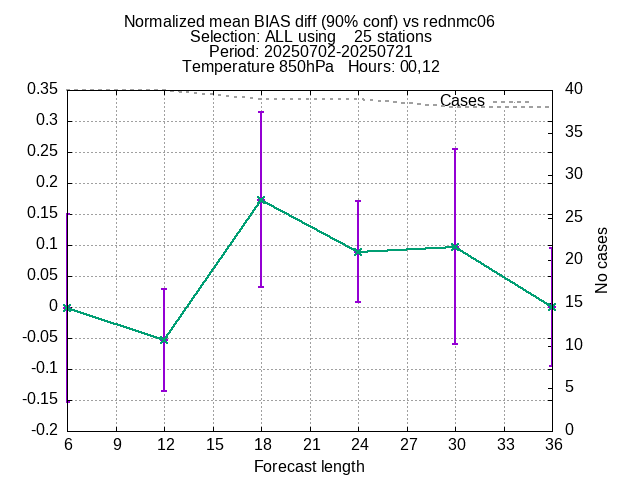 Normalized mean BIAS diff (90% conf) vs rednmc06
Selection: ALL using    25 stations
Period: 20250702-20250721
Temperature 850hPa   Hours: 00,12
Cases
0.35
0.3
0.25
0.2
0.15
0.1
0.05
0
-0.05
-0.1
-0.15
-0.2
40
35
30
25
20
15
10
5
0
No cases
6 9 12 15 18 21 24 27 30 33 36
Forecast length